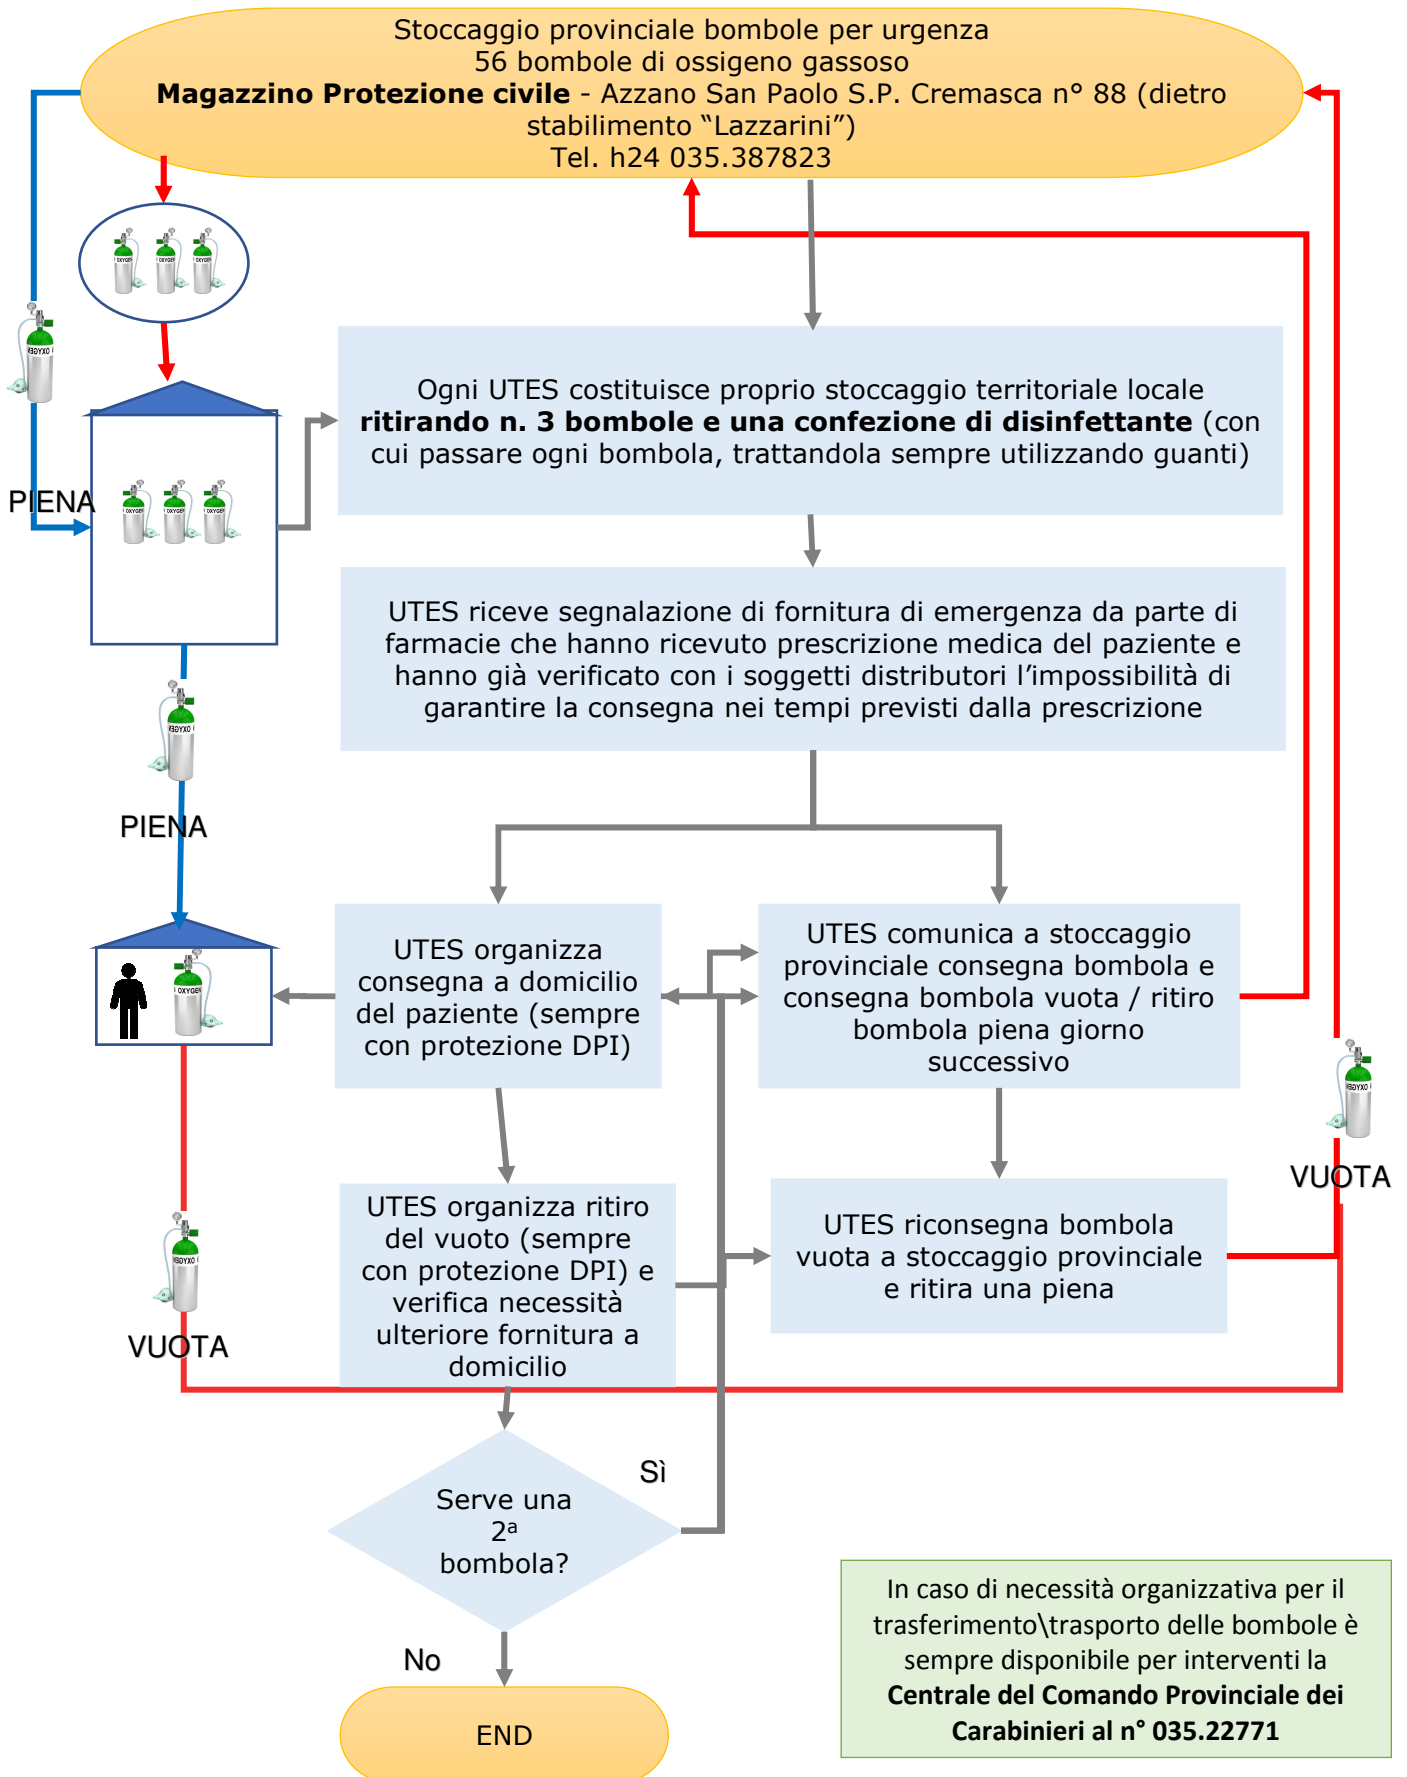 Stoccaggio provinciale bombole per urgenza
56 bombole di ossigeno gassoso
Magazzino Protezione civile - Azzano San Paolo S.P. Cremasca n° 88 (dietro
stabilimento “Lazzarini”)
Tel. h24 035.387823
Ogni UTES costituisce proprio stoccaggio territoriale locale
ritirando n. 3 bombole e una confezione di disinfettante (con
cui passare ogni bombola, trattandola sempre utilizzando guanti)
PIENA
UTES riceve segnalazione di fornitura di emergenza da parte di
farmacie che hanno ricevuto prescrizione medica del paziente e
hanno già verificato con i soggetti distributori l’impossibilità di
garantire la consegna nei tempi previsti dalla prescrizione
PIENA
UTES organizza
consegna a domicilio
del paziente (sempre
con protezione DPI)
UTES comunica a stoccaggio
provinciale consegna bombola e
consegna bombola vuota / ritiro
bombola piena giorno
successivo
VUOTA
UTES organizza ritiro
del vuoto (sempre
con protezione DPI) e
verifica necessità
ulteriore fornitura a
domicilio
UTES riconsegna bombola
vuota a stoccaggio provinciale
e ritira una piena
VUOTA
Sì
Serve una
2ª
bombola?
No
END
In caso di necessità organizzativa per il
trasferimento\trasporto delle bombole è
sempre disponibile per interventi la
Centrale del Comando Provinciale dei
Carabinieri al n° 035.22771